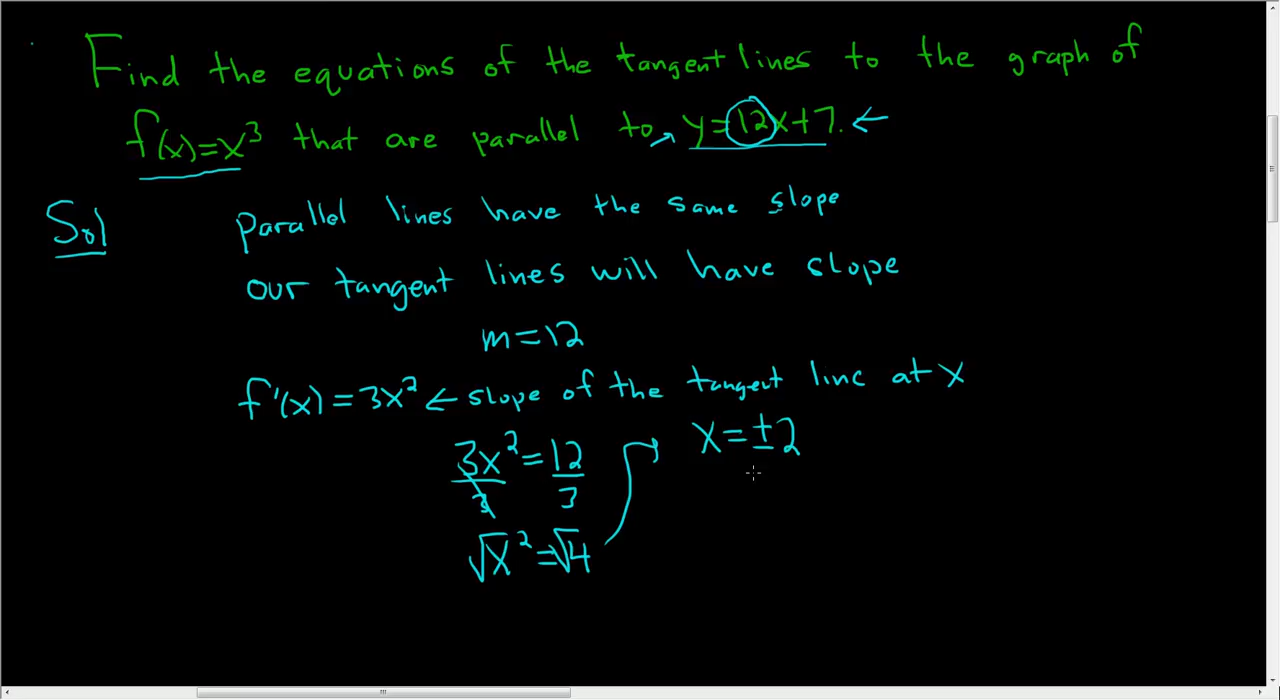 Find the equations of the tangent lines to the graph of
f(x)=x³ that are parallel to → y=12x+7. ←
Sol
Parallel lines have the same slope
our tangent lines will have slope
m=12
f'(x)=3x² ← slope of the tangent line at x
3x²=12
3 3
x=±2
√x²=√4